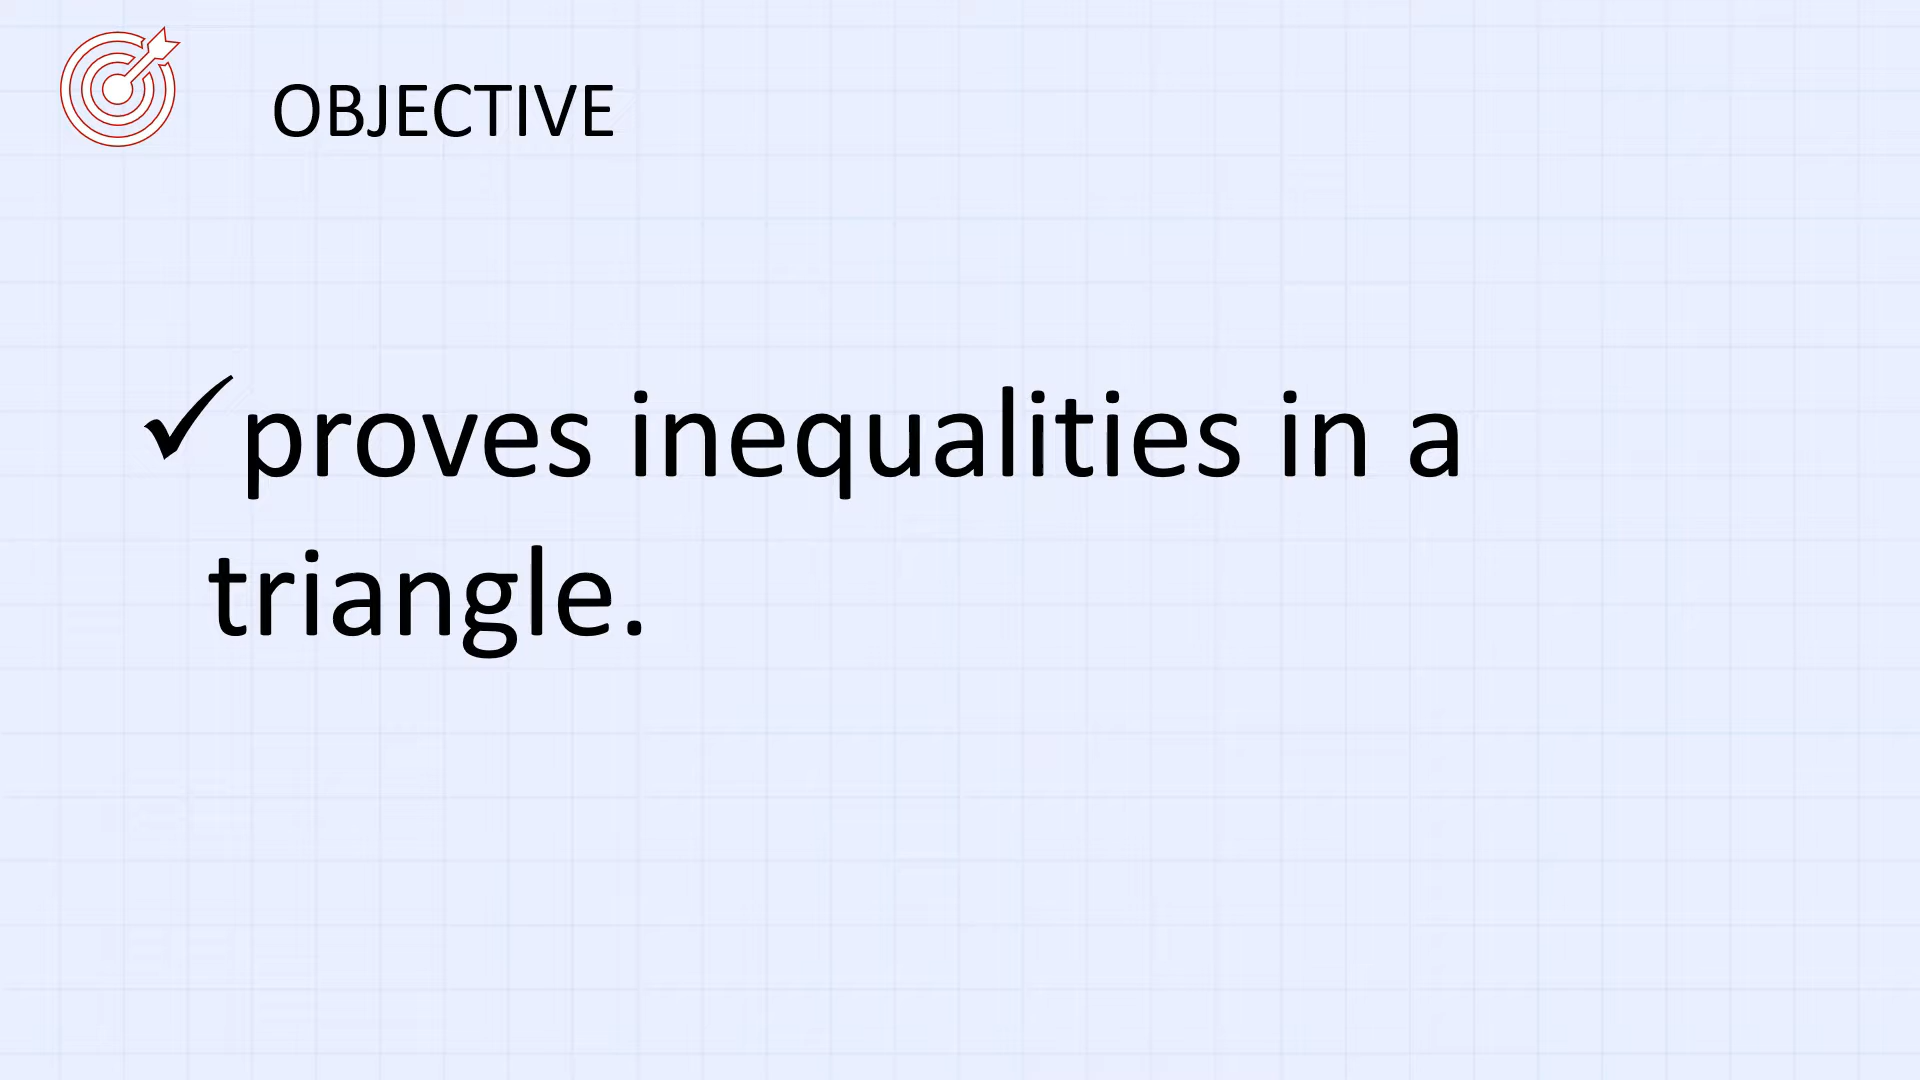 OBJECTIVE
✓proves inequalities in a
triangle.